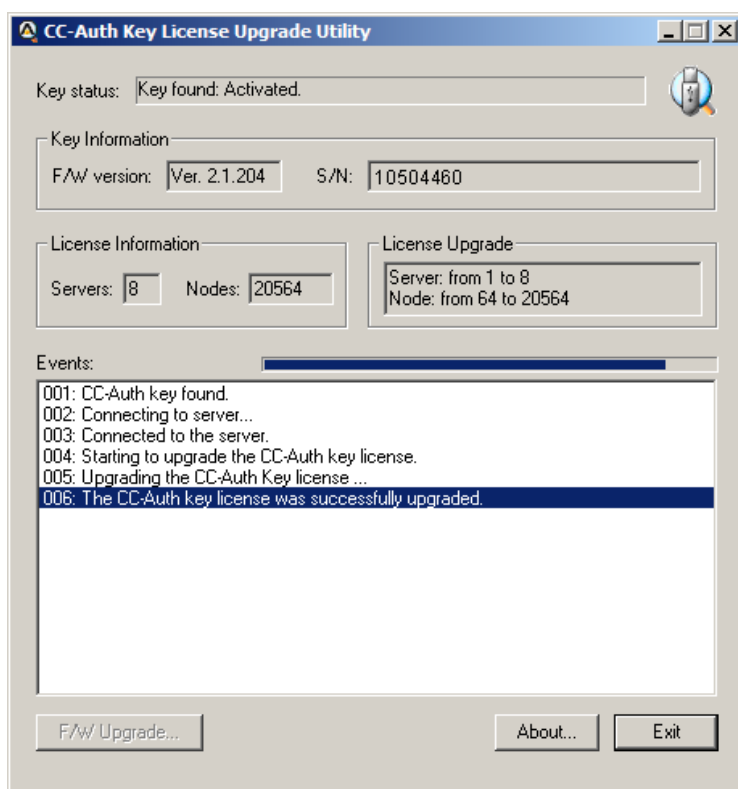 CC-Auth Key License Upgrade Utility
Key status: Key found: Activated.
Key Information
F/W version: Ver. 2.1.204 S/N: 10504460
License Information
Servers: 8 Nodes: 20564
License Upgrade
Server: from 1 to 8
Node: from 64 to 20564
Events:
001: CC-Auth key found.
002: Connecting to server...
003: Connected to the server.
004: Starting to upgrade the CC-Auth key license.
005: Upgrading the CC-Auth Key license ...
006: The CC-Auth key license was successfully upgraded.
F/W Upgrade... About... Exit